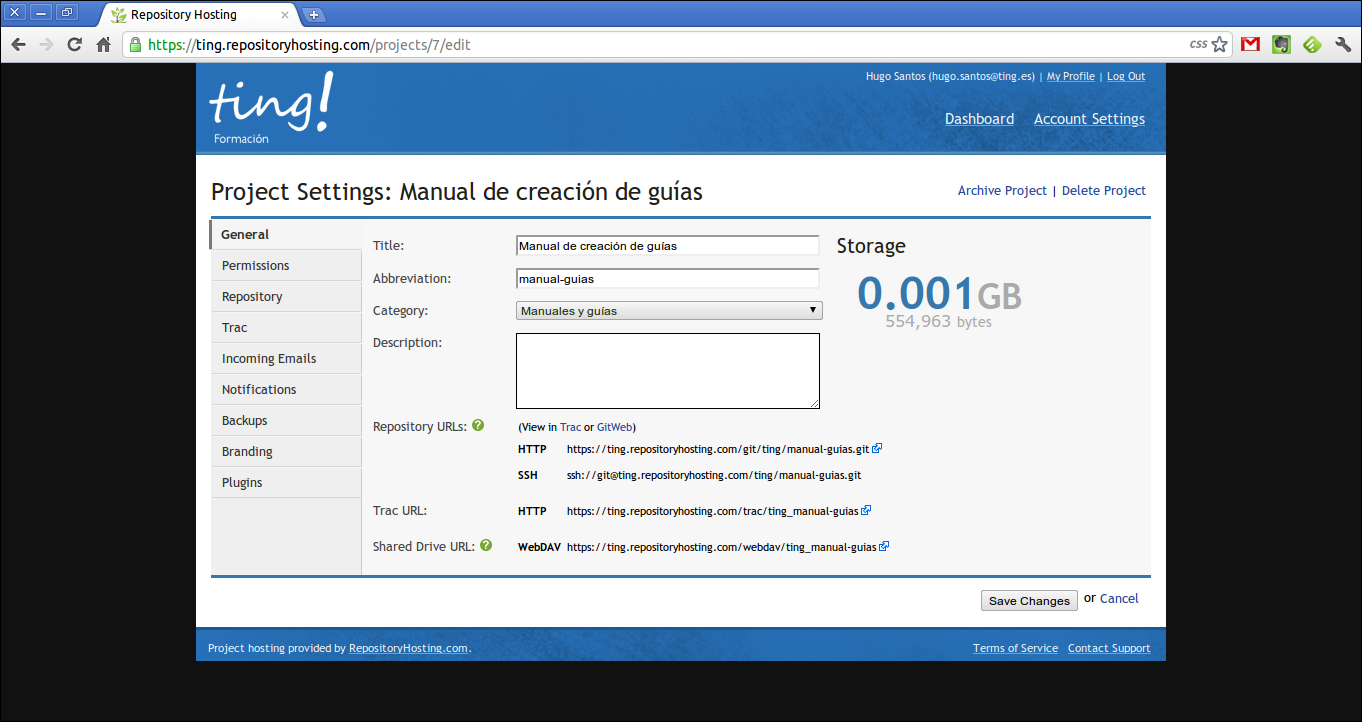 Repository Hosting
https://ting.repositoryhosting.com/projects/7/edit
CSS
Hugo Santos (hugo.santos@ting.es) | My Profile | Log Out
ting!
Formación
Dashboard Account Settings
Project Settings: Manual de creación de guías
Archive Project | Delete Project
General
Permissions
Repository
Trac
Incoming Emails
Notifications
Backups
Branding
Plugins
Title: Manual de creación de guías
Abbreviation: manual-guias
Category: Manuales y guías
Description:
Repository URLs: ? (View in Trac or GitWeb)
HTTP https://ting.repositoryhosting.com/git/ting/manual-guias.git
SSH ssh://git@ting.repositoryhosting.com/ting/manual-guias.git
Trac URL: HTTP https://ting.repositoryhosting.com/trac/ting_manual-guias
Shared Drive URL: ? WebDAV https://ting.repositoryhosting.com/webdav/ting_manual-guias
Storage
0.001GB
554,963 bytes
Save Changes or Cancel
Project hosting provided by RepositoryHosting.com.
Terms of Service Contact Support